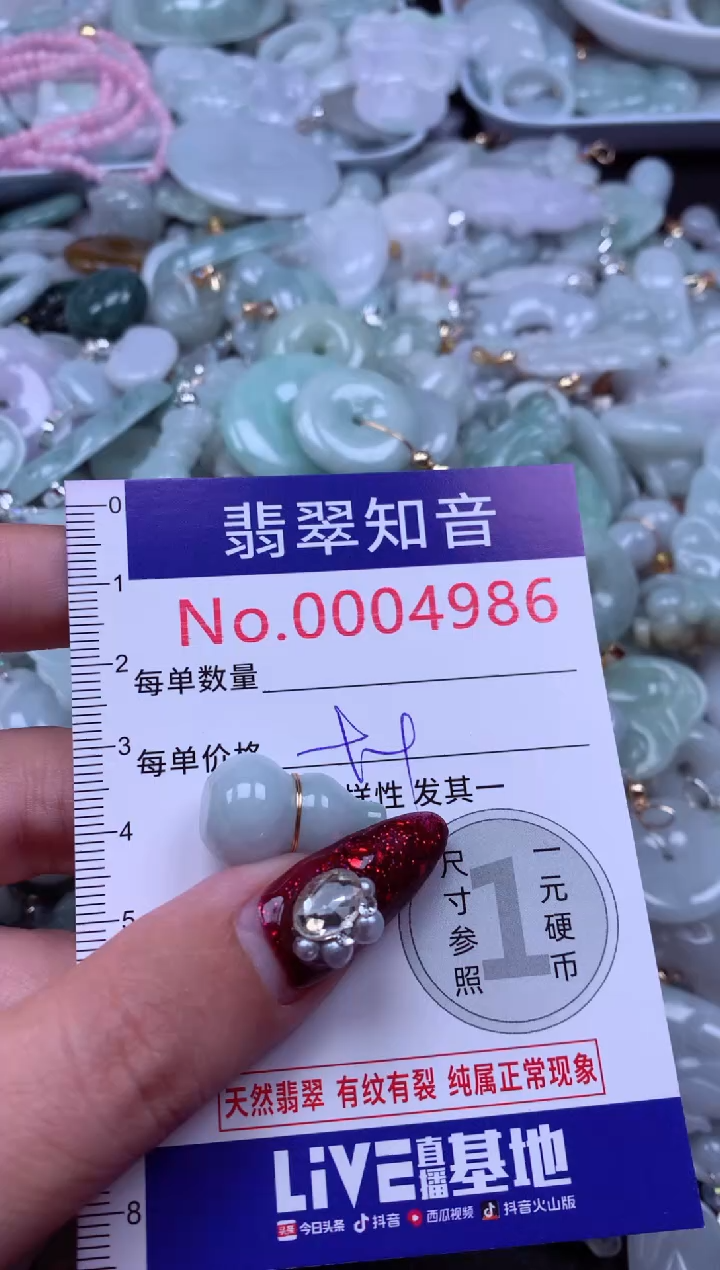 翡翠知音
No.0004986
每单数量
每单价格
样性 发其一
尺寸参照
1
一元硬币
天然翡翠 有纹有裂 纯属正常现象
LiVE直播基地
头条 今日头条 抖音 西瓜视频 抖音火山版
0
1
2
3
4
5
8